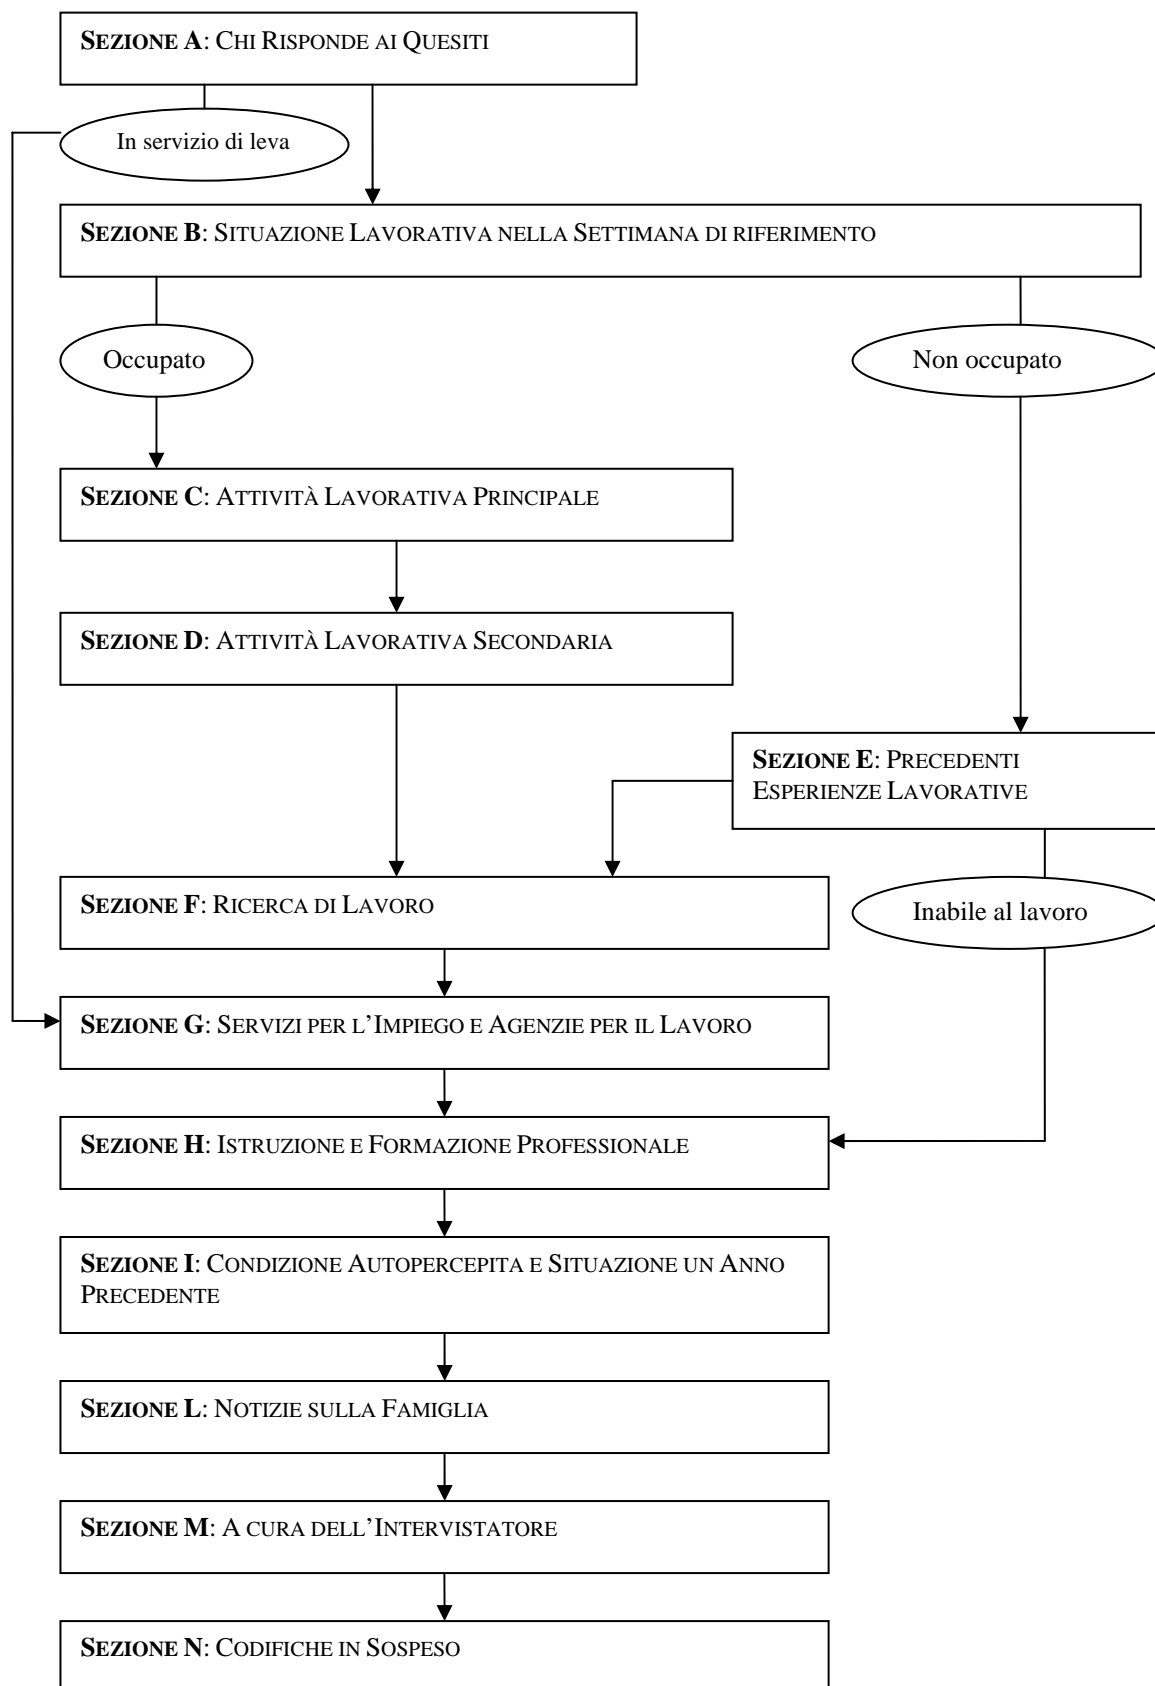 SEZIONE A: CHI RISPONDE AI QUESITI
In servizio di leva
SEZIONE B: SITUAZIONE LAVORATIVA NELLA SETTIMANA DI RIFERIMENTO
Occupato
Non occupato
SEZIONE C: ATTIVITÀ LAVORATIVA PRINCIPALE
SEZIONE D: ATTIVITÀ LAVORATIVA SECONDARIA
SEZIONE E: PRECEDENTI
ESPERIENZE LAVORATIVE
SEZIONE F: RICERCA DI LAVORO
Inabile al lavoro
SEZIONE G: SERVIZI PER L'IMPIEGO E AGENZIE PER IL LAVORO
SEZIONE H: ISTRUZIONE E FORMAZIONE PROFESSIONALE
SEZIONE I: CONDIZIONE AUTOPERCEPITA E SITUAZIONE UN ANNO
PRECEDENTE
SEZIONE L: NOTIZIE SULLA FAMIGLIA
SEZIONE M: A CURA DELL'INTERVISTATORE
SEZIONE N: CODIFICHE IN SOSPESO